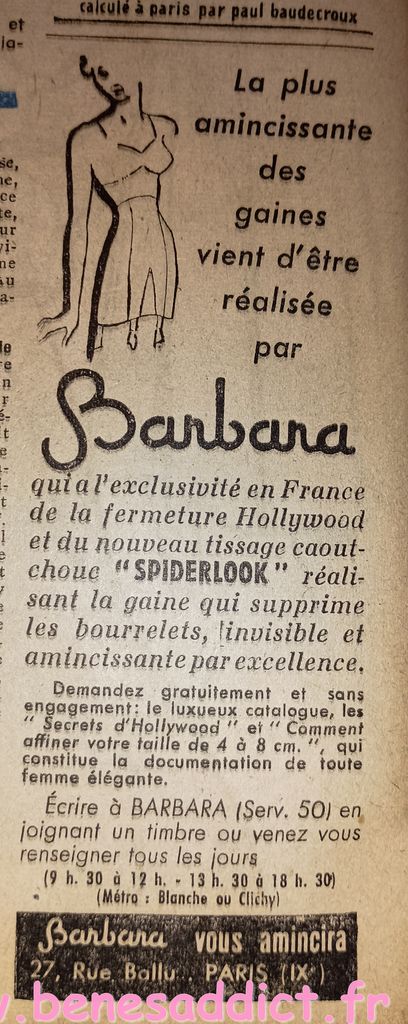 calculé à paris par paul baudecroux
et
ja-
La plus
amincissante
des
gaines
vient d'être
réalisée
par
Barbara
qui a l'exclusivité en France
de la fermeture Hollywood
et du nouveau tissage caout-
chouc "SPIDERLOOK" réali-
sant la gaine qui supprime
les bourrelets, invisible et
amincissante par excellence.
Demandez gratuitement et sans
engagement: le luxueux catalogue, les
"Secrets d'Hollywood" et "Comment
affiner votre taille de 4 à 8 cm.", qui
constitue la documentation de toute
femme élégante.
Écrire à BARBARA (Serv. 50) en
joignant un timbre ou venez vous
renseigner tous les jours
(9 h. 30 à 12 h. - 13 h. 30 à 18 h. 30)
(Métro : Blanche ou Clichy)
Barbara vous amincira
27, Rue Ballu.. PARIS (IX°)
.benesaddict.fr